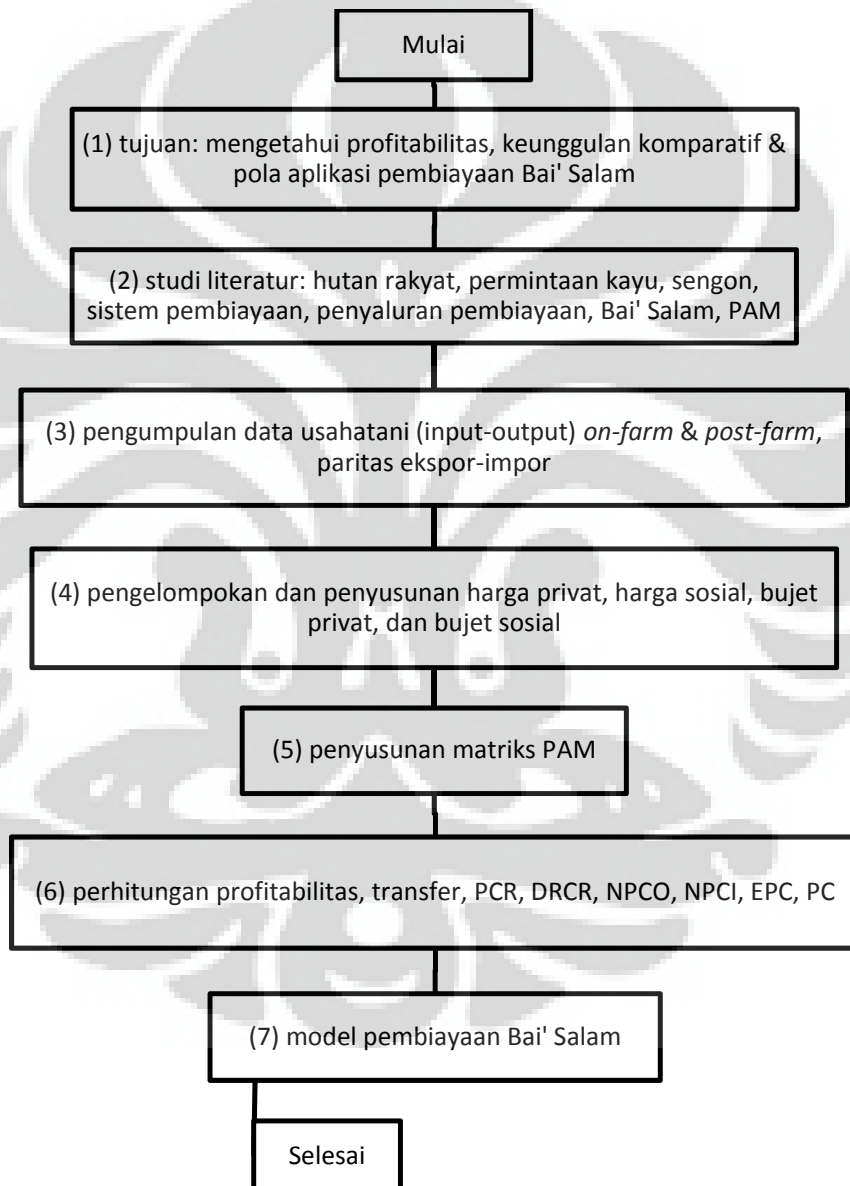 Mulai
(1) tujuan: mengetahui profitabilitas, keunggulan komparatif &
pola aplikasi pembiayaan Bai' Salam
(2) studi literatur: hutan rakyat, permintaan kayu, sengon,
sistem pembiayaan, penyaluran pembiayaan, Bai' Salam, PAM
(3) pengumpulan data usahatani (input-output) on-farm & post-farm,
paritas ekspor-impor
(4) pengelompokan dan penyusunan harga privat, harga sosial, bujet
privat, dan bujet sosial
(5) penyusunan matriks PAM
(6) perhitungan profitabilitas, transfer, PCR, DRCR, NPCO, NPCI, EPC, PC
(7) model pembiayaan Bai' Salam
Selesai